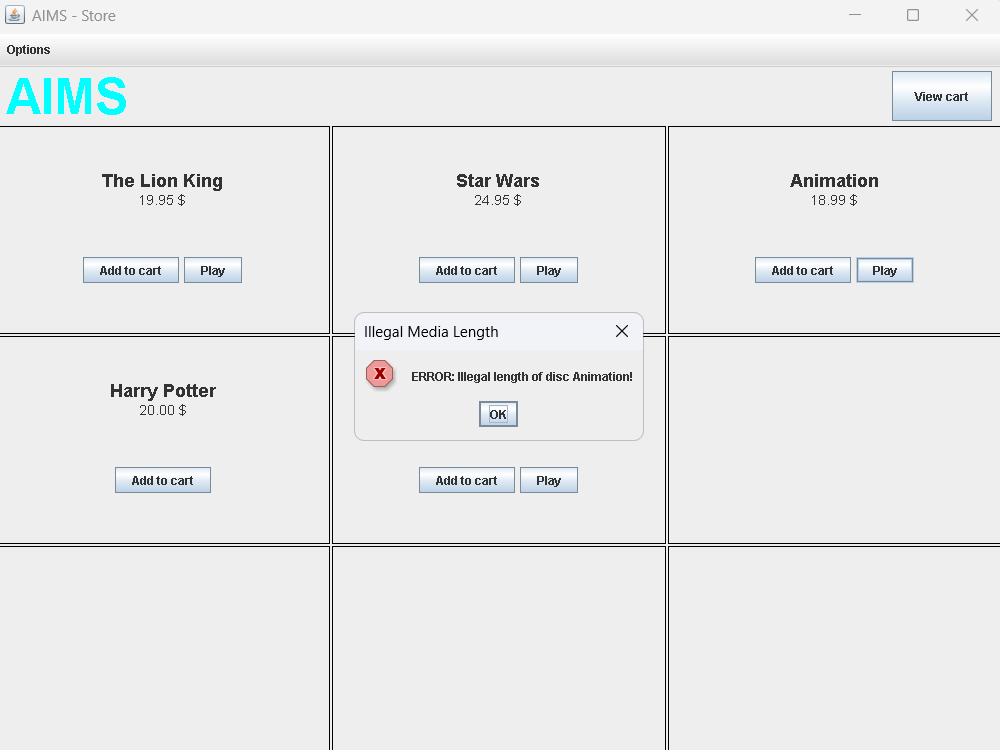 AIMS - Store
Options
AIMS
View cart
The Lion King
19.95 $
Add to cart
Play
Star Wars
24.95 $
Add to cart
Play
Animation
18.99 $
Add to cart
Play
Illegal Media Length
X
ERROR: Illegal length of disc Animation!
OK
Harry Potter
20.00 $
Add to cart
Add to cart
Play